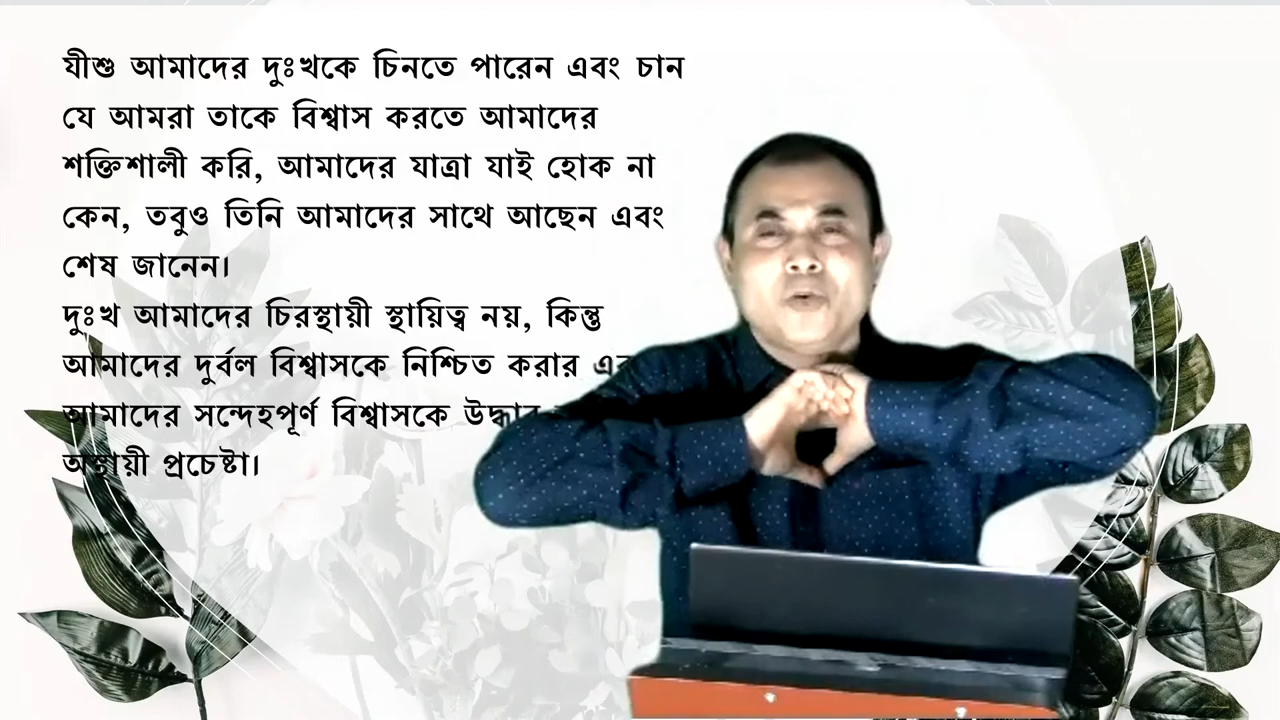 যীশু আমাদের দুঃখকে চিনতে পারেন এবং চান
যে আমরা তাকে বিশ্বাস করতে আমাদের
শক্তিশালী করি, আমাদের যাত্রা যাই হোক না
কেন, তবুও তিনি আমাদের সাথে আছেন এবং
শেষ জানেন।
দুঃখ আমাদের চিরস্থায়ী স্থায়িত্ব নয়, কিন্তু
আমাদের দুর্বল বিশ্বাসকে নিশ্চিত করার
আমাদের সন্দেহপূর্ণ বিশ্বাসকে উদ্ধার
অস্থায়ী প্রচেষ্টা।